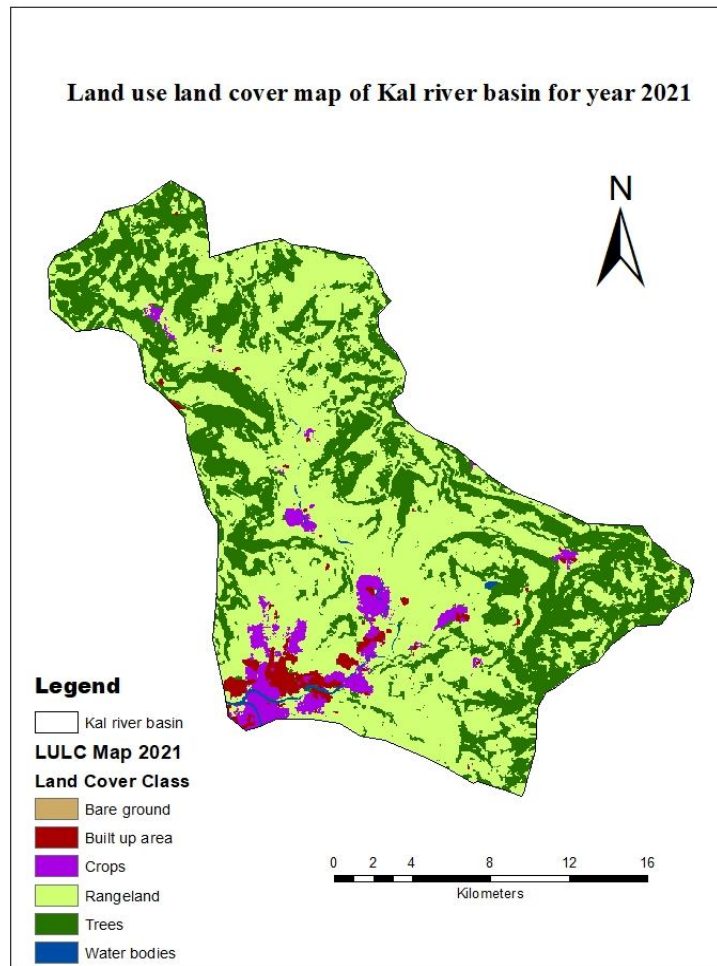 Land use land cover map of Kal river basin for year 2021
N
Legend
Kal river basin
LULC Map 2021
Land Cover Class
Bare ground
Built up area
Crops
Rangeland
Trees
Water bodies
0 2 4 8 12 16
Kilometers